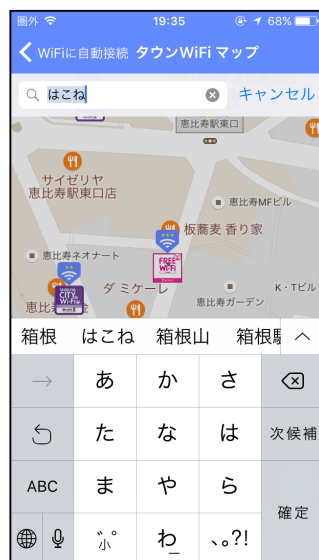 圏外 19:35 68%
WiFiに自動接続 タウンWiFi マップ
はこね キャンセル
恵比寿駅東口
サイゼリヤ
恵比寿駅東口店
恵比寿MFビル
板蕎麦 香り家
恵比寿ネオナート
FREE Wi-Fi
ダ ミケーレ
K・Tビル
SHIBUYA
CITY
Wi-Fi
恵比寿ガーデン
箱根 はこね 箱根山 箱根駅
→ あ か さ
た な は 次候補
ABC ま や ら
確定
小 わ 、。?!